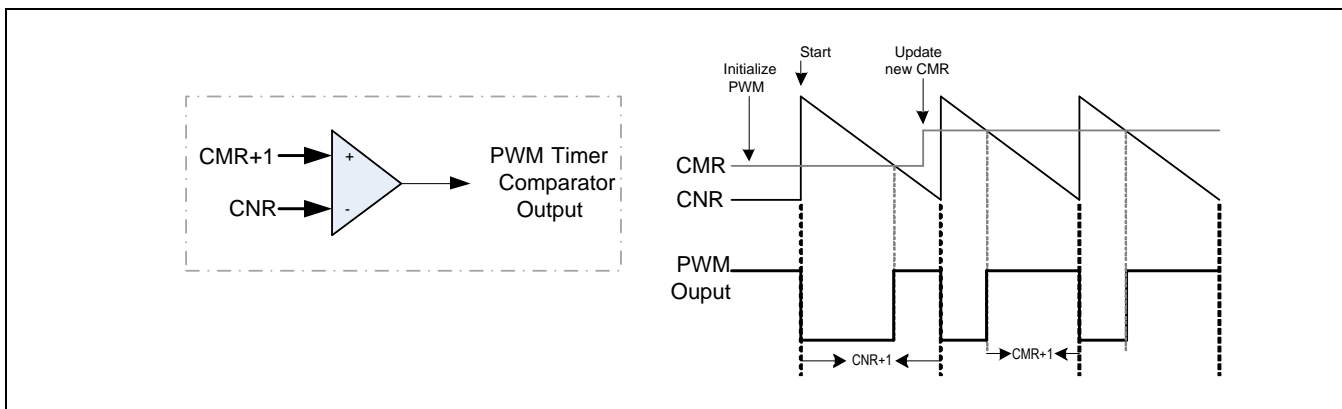 CMR+1
+
CNR
-
PWM Timer
Comparator
Output
Start
Update
new CMR
Initialize
PWM
CMR
CNR
PWM
Ouput
CNR+1
CMR+1